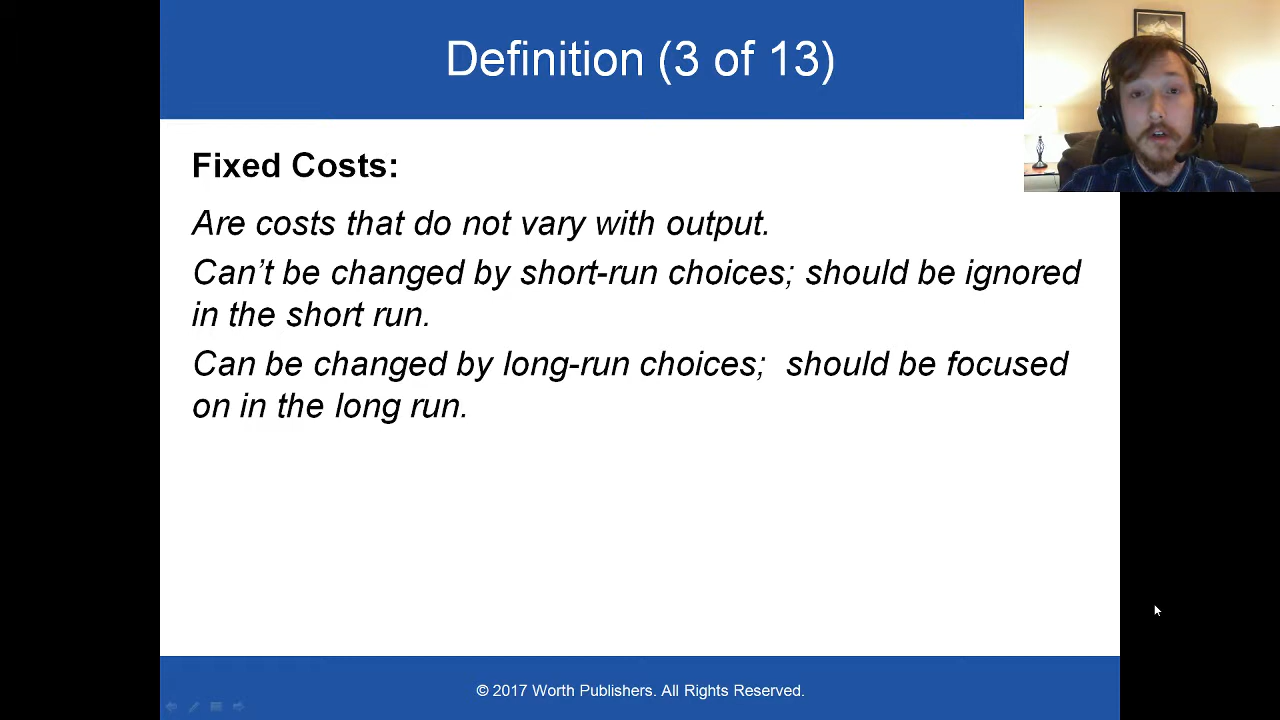 Definition (3 of 13)
Fixed Costs:
Are costs that do not vary with output.
Can’t be changed by short-run choices; should be ignored
in the short run.
Can be changed by long-run choices;  should be focused
on in the long run.
© 2017 Worth Publishers. All Rights Reserved.